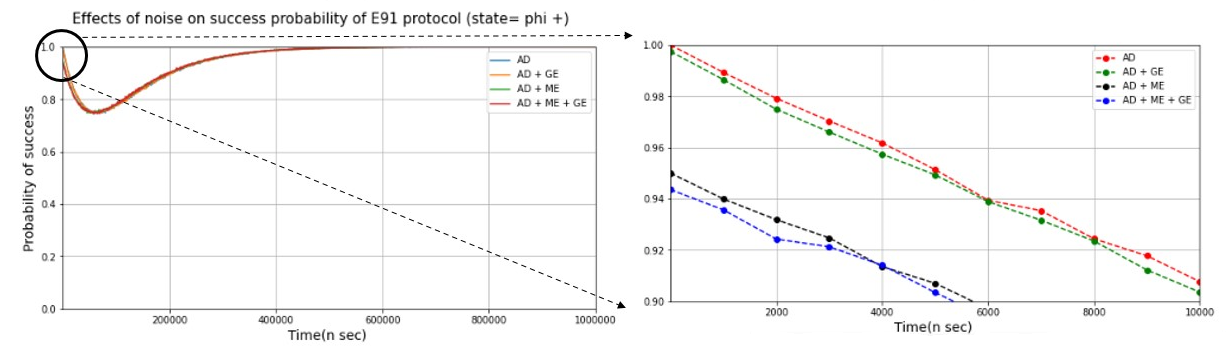 Effects of noise on success probability of E91 protocol (state= phi +)
Probability of success
1.0
0.8
0.6
0.4
0.2
0.0
200000
400000
600000
800000
1000000
Time(n sec)
AD
AD + GE
AD + ME
AD + ME + GE
1.00
0.98
0.96
0.94
0.92
0.90
2000
4000
6000
8000
10000
Time(n sec)
AD
AD + GE
AD + ME
AD + ME + GE